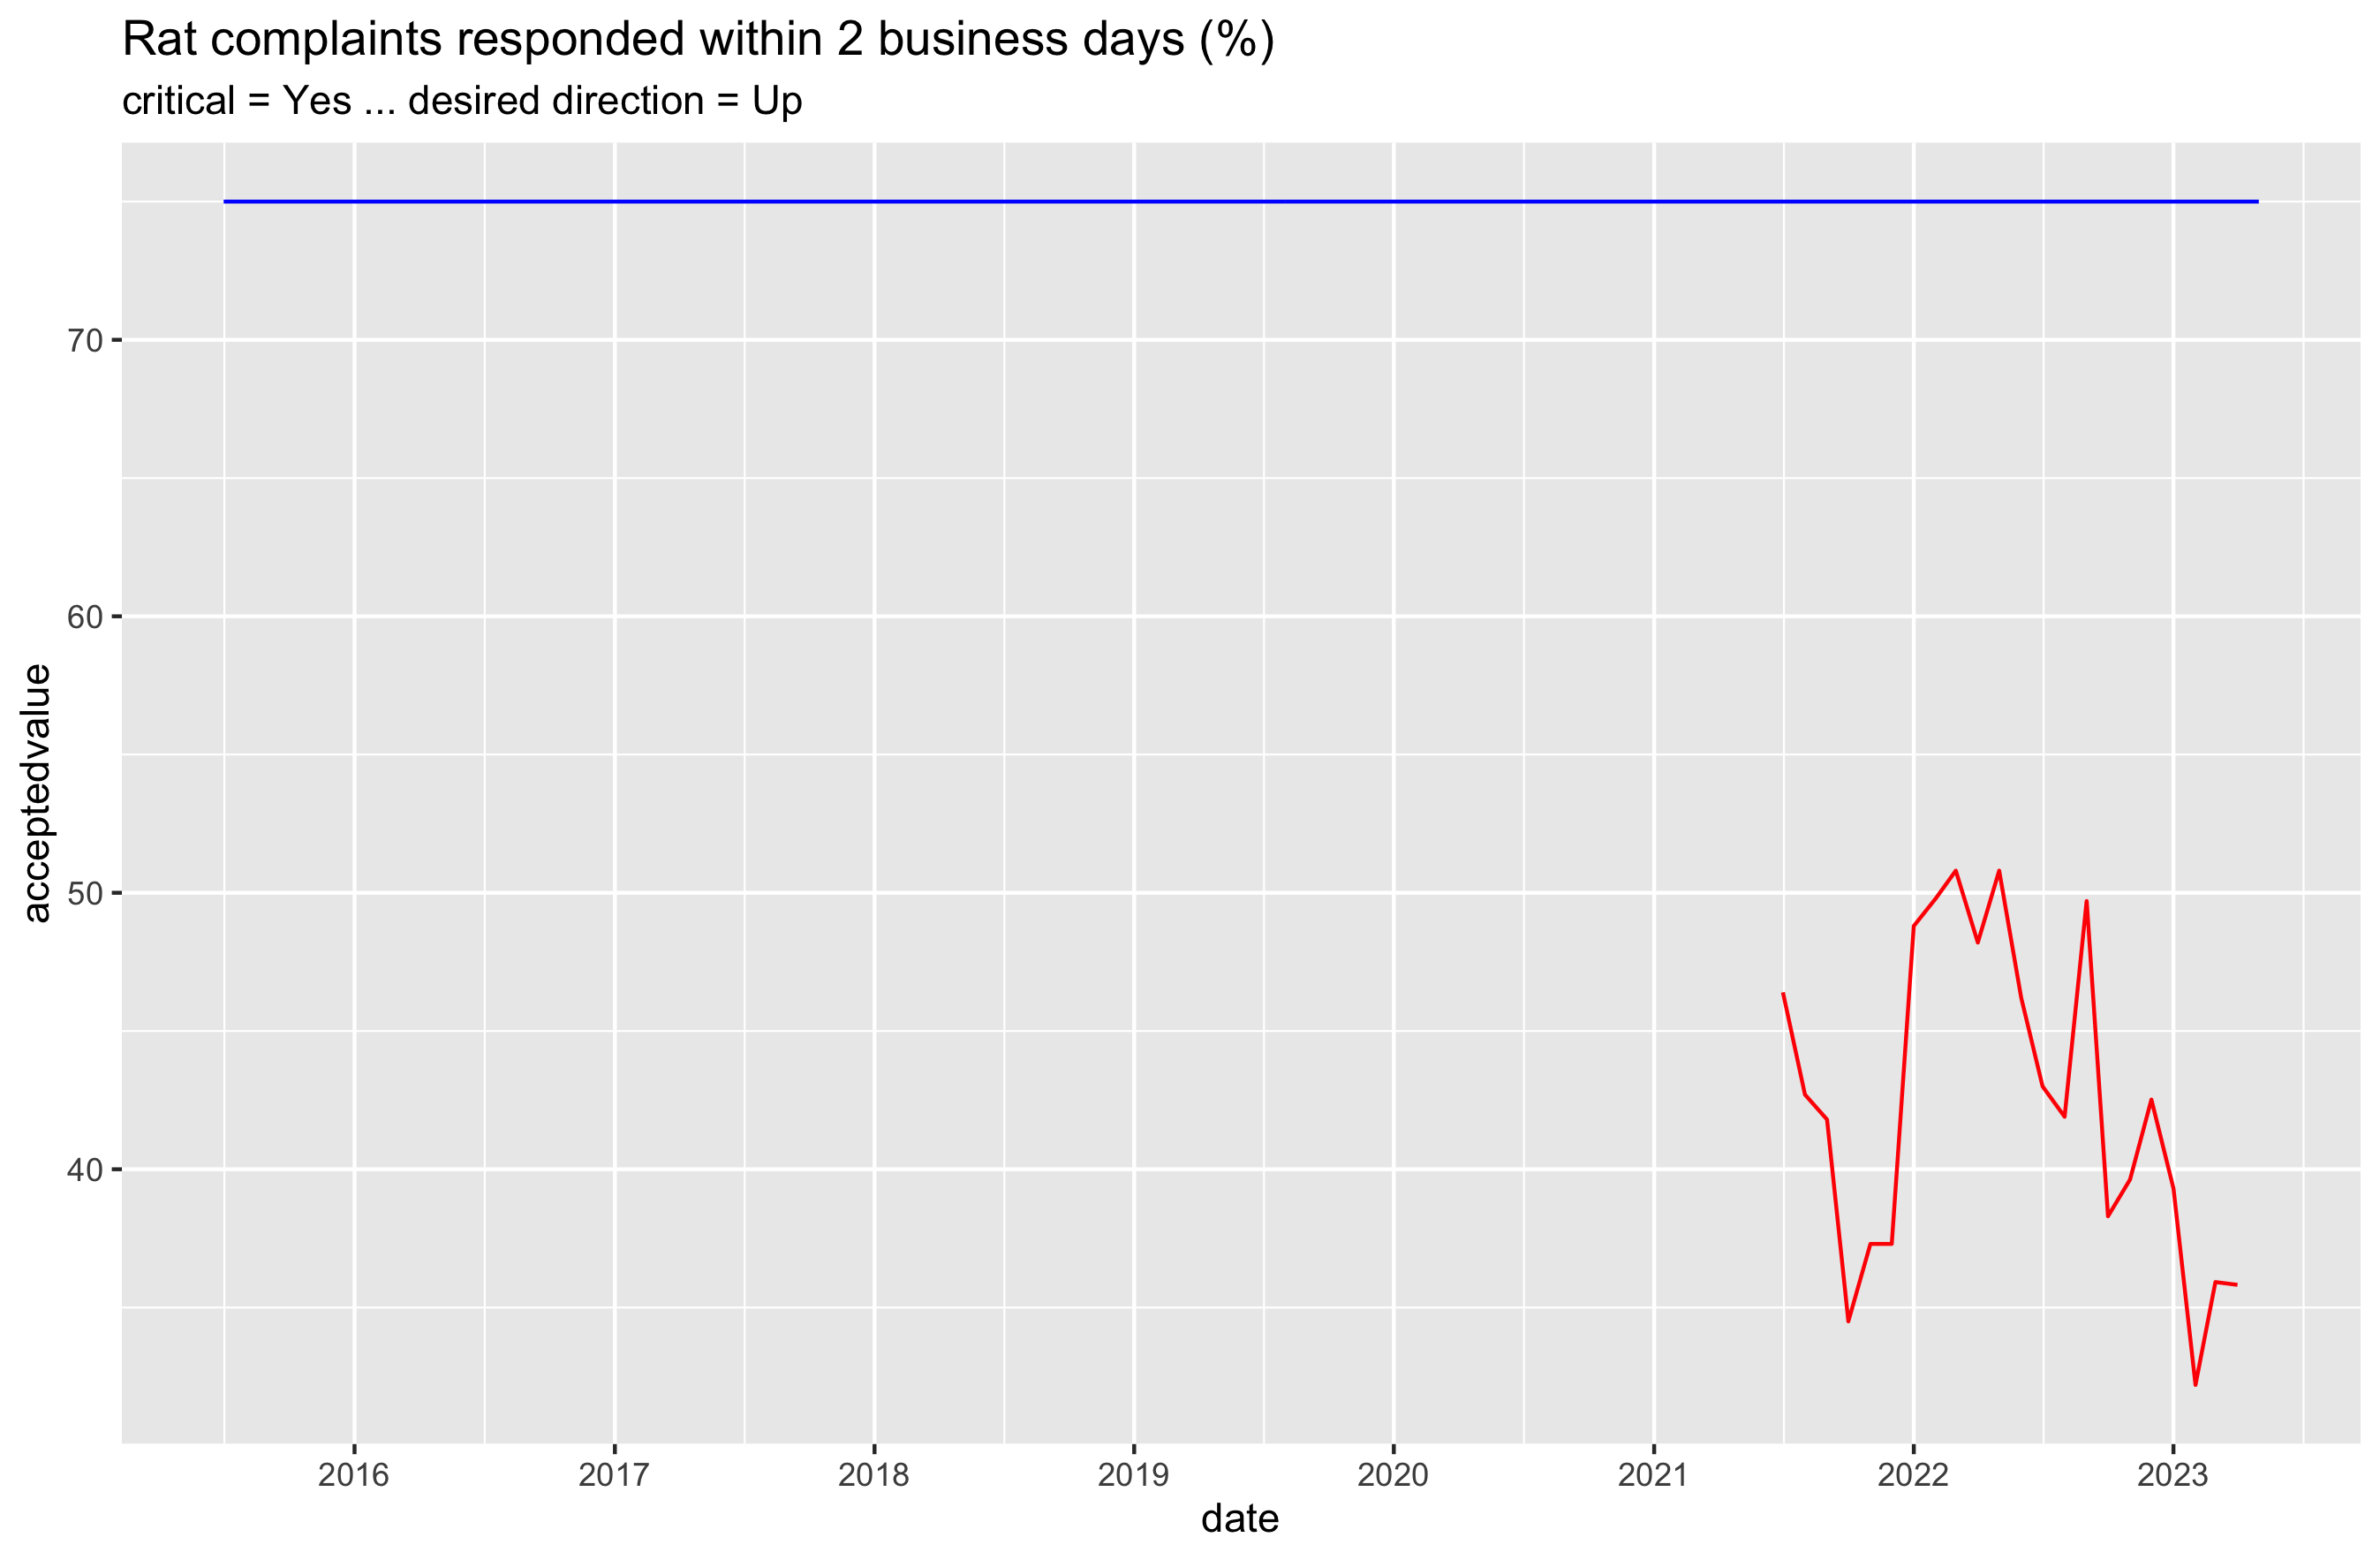 Rat complaints responded within 2 business days (%)
critical = Yes ... desired direction = Up
acceptedvalue
70
60
50
40
2016 2017 2018 2019 2020 2021 2022 2023
date